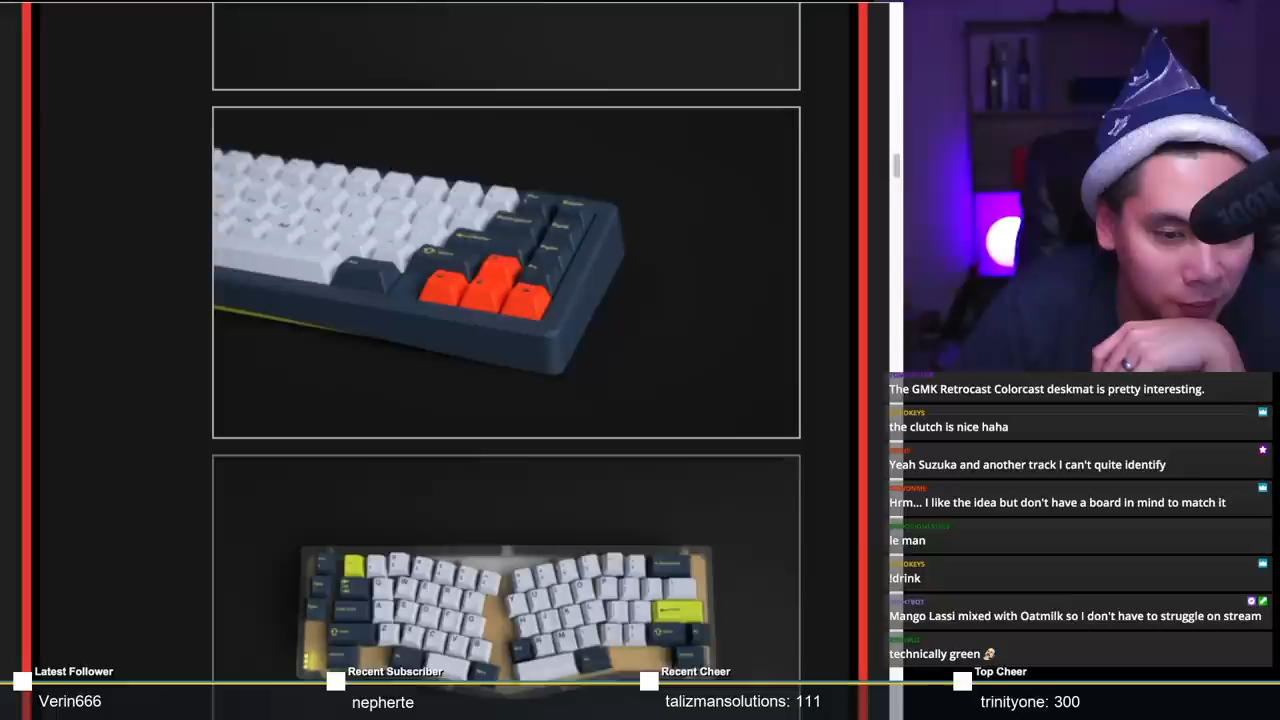 The GMK Retrocast Colorcast deskmat is pretty interesting.
the clutch is nice haha
Yeah Suzuka and another track I can't quite identify
Hrm... I like the idea but don't have a board in mind to match it
le man
!drink
Mango Lassi mixed with Oatmilk so I don't have to struggle on stream
technically green
Latest Follower
Verin666
Recent Subscriber
nepherte
Recent Cheer
talizmansolutions: 111
Top Cheer
trinityone: 300